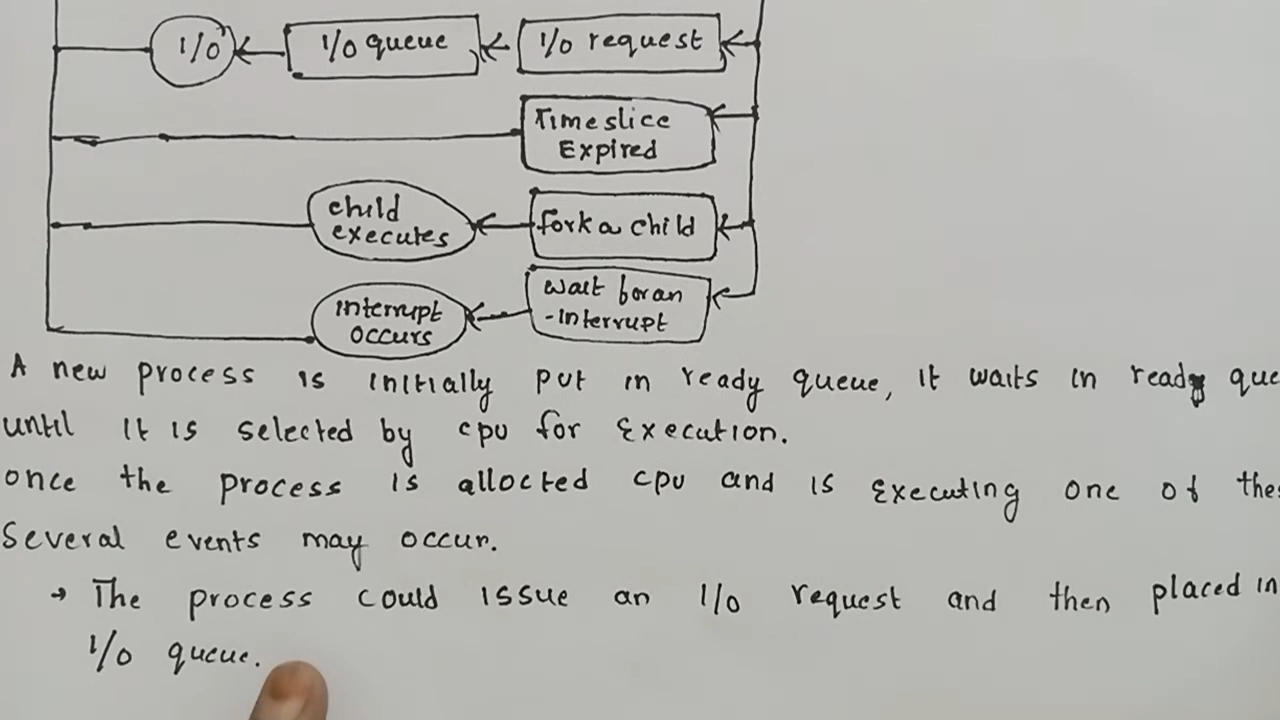 I/O
I/O queue
I/O request
Timeslice
Expired
child
executes
fork a child
interrupt
occurs
wait for an
-interrupt
A new process is initially put in ready queue, it waits in ready que
until it is selected by cpu for Execution.
once the process is allocted cpu and is Executing one of thes
Several events may occur.
→ The process could issue an I/O request and then placed in
I/O queue.